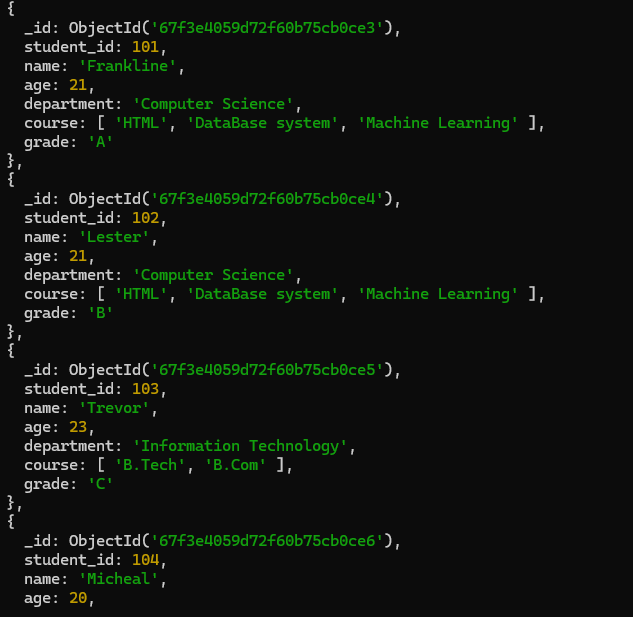 {
  _id: ObjectId('67f3e4059d72f60b75cb0ce3'),
  student_id: 101,
  name: 'Frankline',
  age: 21,
  department: 'Computer Science',
  course: [ 'HTML', 'DataBase system', 'Machine Learning' ],
  grade: 'A'
},
{
  _id: ObjectId('67f3e4059d72f60b75cb0ce4'),
  student_id: 102,
  name: 'Lester',
  age: 21,
  department: 'Computer Science',
  course: [ 'HTML', 'DataBase system', 'Machine Learning' ],
  grade: 'B'
},
{
  _id: ObjectId('67f3e4059d72f60b75cb0ce5'),
  student_id: 103,
  name: 'Trevor',
  age: 23,
  department: 'Information Technology',
  course: [ 'B.Tech', 'B.Com' ],
  grade: 'C'
},
{
  _id: ObjectId('67f3e4059d72f60b75cb0ce6'),
  student_id: 104,
  name: 'Micheal',
  age: 20,